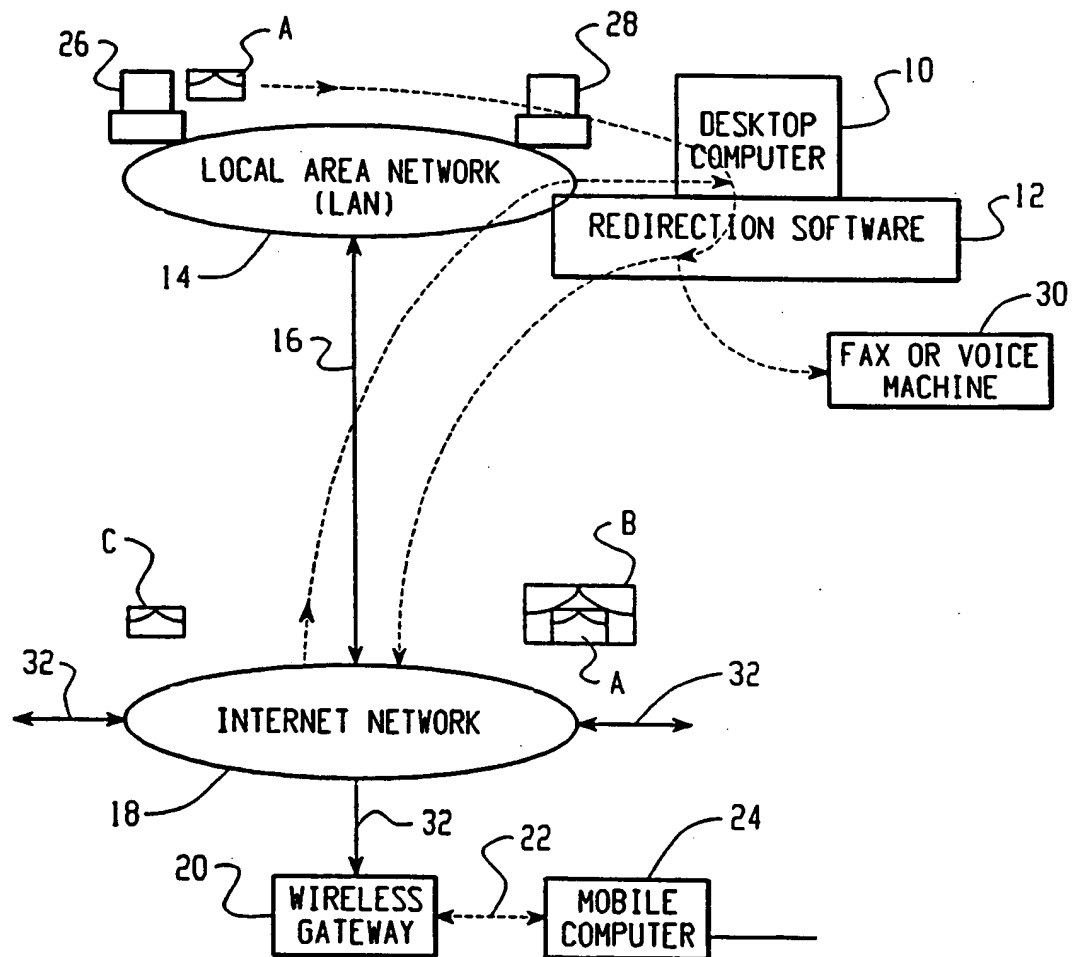 26
A
28
10
DESKTOP
COMPUTER
LOCAL AREA NETWORK
(LAN)
12
REDIRECTION SOFTWARE
14
30
16
FAX OR VOICE
MACHINE
C
B
A
32
32
INTERNET NETWORK
18
32
24
20
22
WIRELESS
GATEWAY
MOBILE
COMPUTER